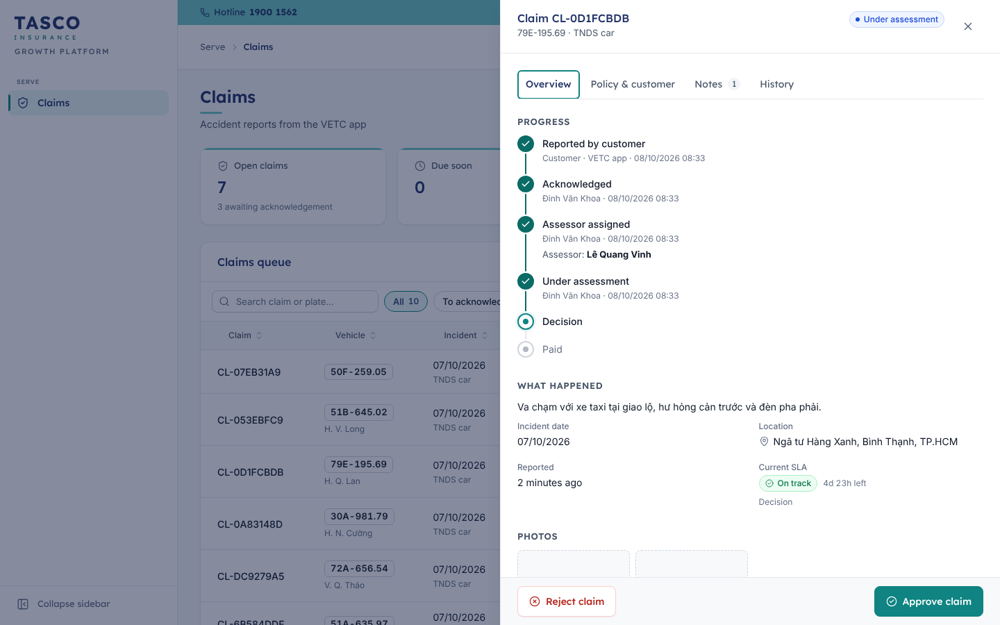 TASCO
INSURANCE
GROWTH PLATFORM
SERVE
Claims
Collapse sidebar
Hotline 1900 1562
Serve > Claims
Claims
Accident reports from the VETC app
Open claims
7
3 awaiting acknowledgement
Due soon
0
Claims queue
Search claim or plate...
All 10
To acknowled
Claim Vehicle Incident
CL-07EB31A9 50F-259.05 07/10/2026
TNDS car
CL-053EBFC9 51B-645.02 07/10/2026
H. V. Long TNDS car
CL-0D1FCBDB 79E-195.69 07/10/2026
H. Q. Lan TNDS car
CL-0A83148D 30A-981.79 07/10/2026
H. N. Cường TNDS car
CL-DC9279A5 72A-656.54 07/10/2026
V. Q. Thảo TNDS car
CL-6B584DDF 51A-635.97 07/10/2026
Claim CL-0D1FCBDB
79E-195.69 · TNDS car
Under assessment
Overview Policy & customer Notes 1 History
PROGRESS
Reported by customer
Customer · VETC app · 08/10/2026 08:33
Acknowledged
Đinh Văn Khoa · 08/10/2026 08:33
Assessor assigned
Đinh Văn Khoa · 08/10/2026 08:33
Assessor: Lê Quang Vinh
Under assessment
Đinh Văn Khoa · 08/10/2026 08:33
Decision
Paid
WHAT HAPPENED
Va chạm với xe taxi tại giao lộ, hư hỏng cản trước và đèn pha phải.
Incident date
07/10/2026
Location
Ngã tư Hàng Xanh, Bình Thạnh, TP.HCM
Reported
2 minutes ago
Current SLA
On track 4d 23h left
Decision
PHOTOS
Reject claim
Approve claim